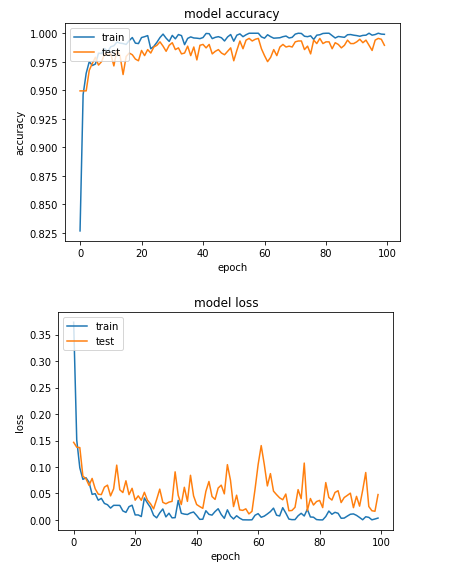 model accuracy
1.000
0.975
0.950
0.925
0.900
0.875
0.850
0.825
accuracy
train
test
0 20 40 60 80 100
epoch
model loss
0.35
0.30
0.25
0.20
0.15
0.10
0.05
0.00
loss
train
test
0 20 40 60 80 100
epoch